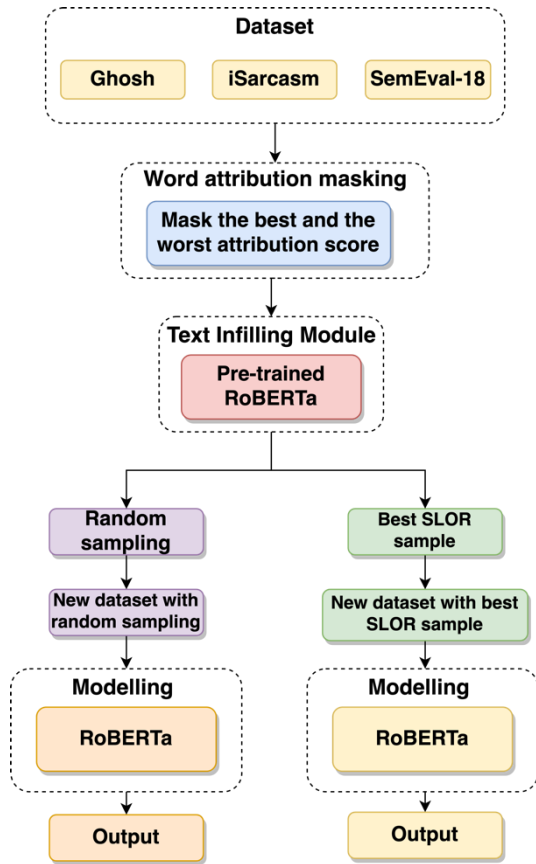 Dataset
Ghosh
iSarcasm
SemEval-18
Word attribution masking
Mask the best and the
worst attribution score
Text Infilling Module
Pre-trained
RoBERTa
Random
sampling
New dataset with
random sampling
Modelling
RoBERTa
Output
Best SLOR
sample
New dataset with best
SLOR sample
Modelling
RoBERTa
Output